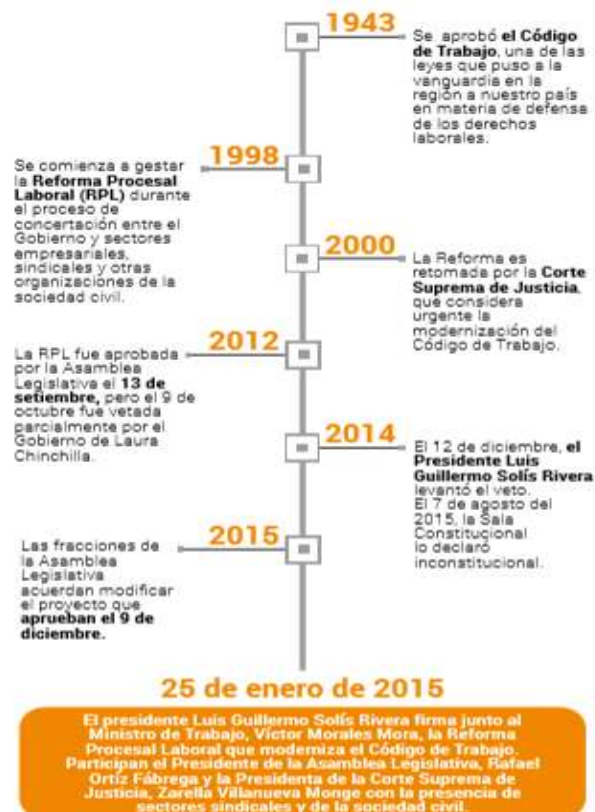 1943
Se aprobó el Código
de Trabajo, una de las
leyes que puso a la
vanguardia en la
región a nuestro país
en materia de defensa
de los derechos
laborales.
1998
Se comienza a gestar
la Reforma Procesal
Laboral (RPL) durante
el proceso de
concertación entre el
Gobierno y sectores
empresariales,
sindicales y otras
organizaciones de la
sociedad civil.
2000
La Reforma es
retomada por la Corte
Suprema de Justicia,
que considera
urgente la
modernización del
Código de Trabajo.
2012
La RPL fue aprobada
por la Asamblea
Legislativa el 13 de
setiembre, pero el 9 de
octubre fue vetada
parcialmente por el
Gobierno de Laura
Chinchilla.
2014
El 12 de diciembre, el
Presidente Luis
Guillermo Solís Rivera
levantó el veto.
El 7 de agosto del
2015, la Sala
Constitucional
lo declaró
inconstitucional.
2015
Las fracciones de
la Asamblea
Legislativa
acuerdan modificar
el proyecto que
aprueban el 9 de
diciembre.
25 de enero de 2015
El presidente Luis Guillermo Solís Rivera firma junto al
Ministro de Trabajo, Víctor Morales Mora, la Reforma
Procesal Laboral que moderniza el Código de Trabajo.
Participan el Presidente de la Asamblea Legislativa, Rafael
Ortíz Fábrega y la Presidenta de la Corte Suprema de
Justicia, Zarella Villanueva Monge con la presencia de
sectores sindicales y de la sociedad civil.